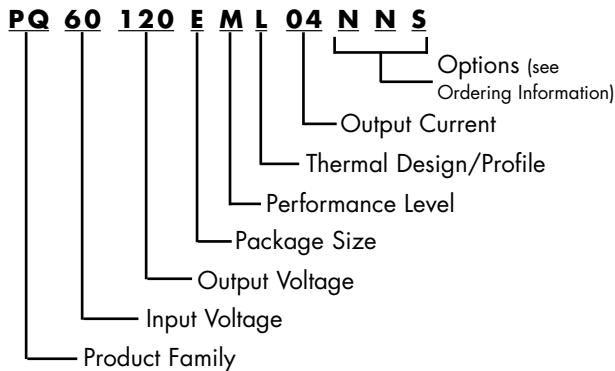 PQ 60 120 E M L 04 N N S
Options (see
Ordering Information)
Output Current
Thermal Design/Profile
Performance Level
Package Size
Output Voltage
Input Voltage
Product Family